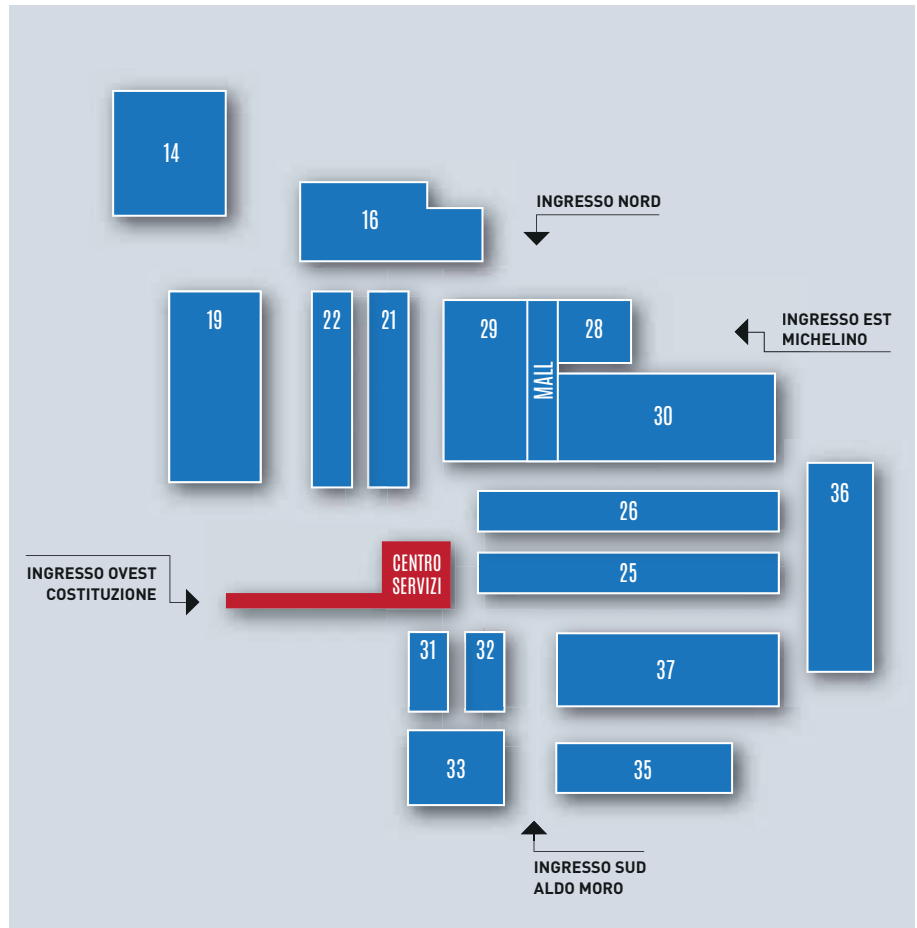 14
INGRESSO NORD
16
19
22
21
29
28
INGRESSO EST
MICHELINO
MALL
30
36
26
CENTRO
SERVIZI
25
INGRESSO OVEST
COSTITUZIONE
31
32
37
33
35
INGRESSO SUD
ALDO MORO